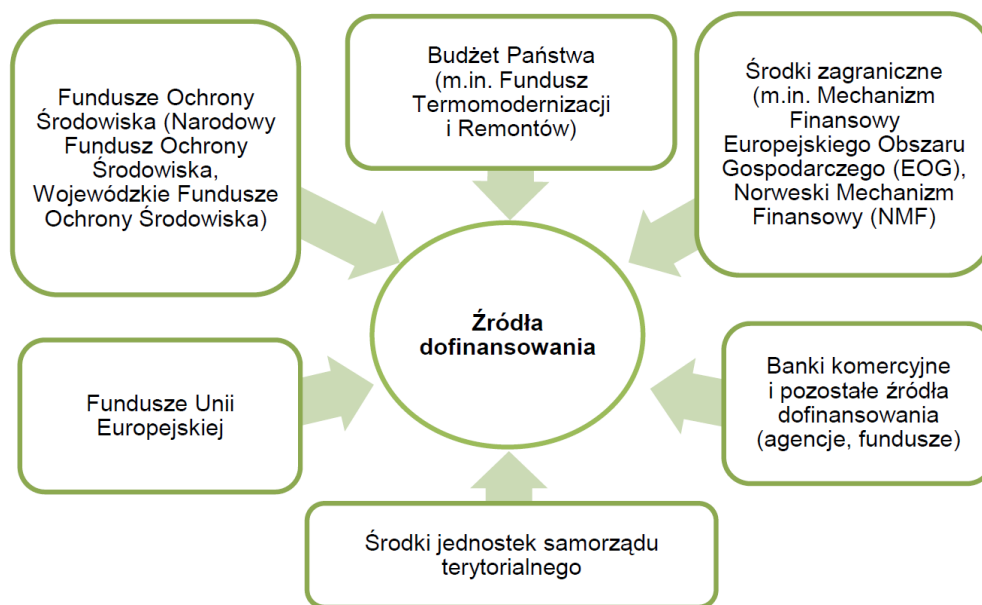 Fundusze Ochrony
Środowiska (Narodowy
Fundusz Ochrony
Środowiska,
Wojewódzkie Fundusze
Ochrony Środowiska)
Budżet Państwa
(m.in. Fundusz
Termomodernizacji
i Remontów)
Środki zagraniczne
(m.in. Mechanizm
Finansowy
Europejskiego Obszaru
Gospodarczego (EOG),
Norweski Mechanizm
Finansowy (NMF)
Źródła
dofinansowania
Fundusze Unii
Europejskiej
Banki komercyjne
i pozostałe źródła
dofinansowania
(agencje, fundusze)
Środki jednostek samorządu
terytorialnego